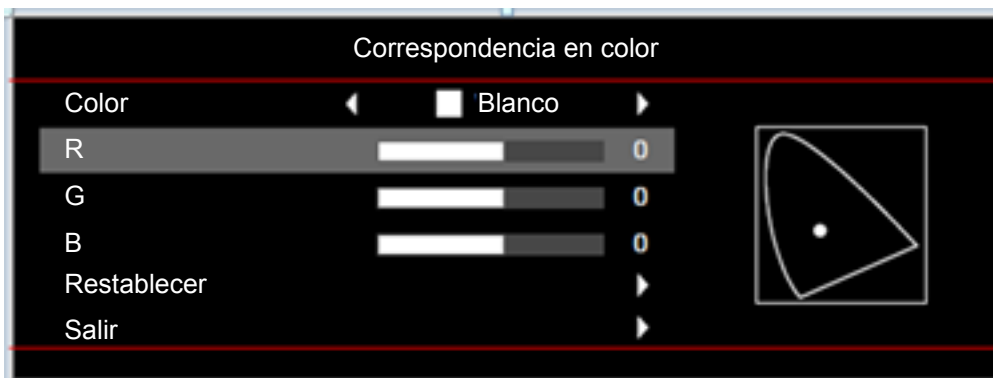 Correspondencia en color
Color Blanco
R 0
G 0
B 0
Restablecer
Salir